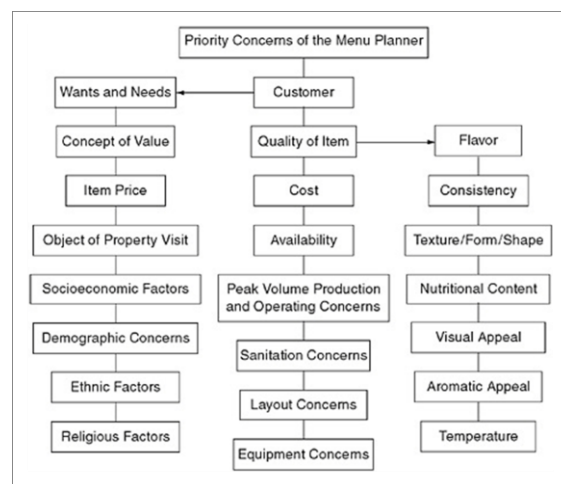 Priority Concerns of the Menu Planner
Wants and Needs
Customer
Concept of Value
Quality of Item
Flavor
Item Price
Cost
Consistency
Object of Property Visit
Availability
Texture/Form/Shape
Socioeconomic Factors
Peak Volume Production
and Operating Concerns
Nutritional Content
Demographic Concerns
Sanitation Concerns
Visual Appeal
Ethnic Factors
Layout Concerns
Aromatic Appeal
Religious Factors
Equipment Concerns
Temperature